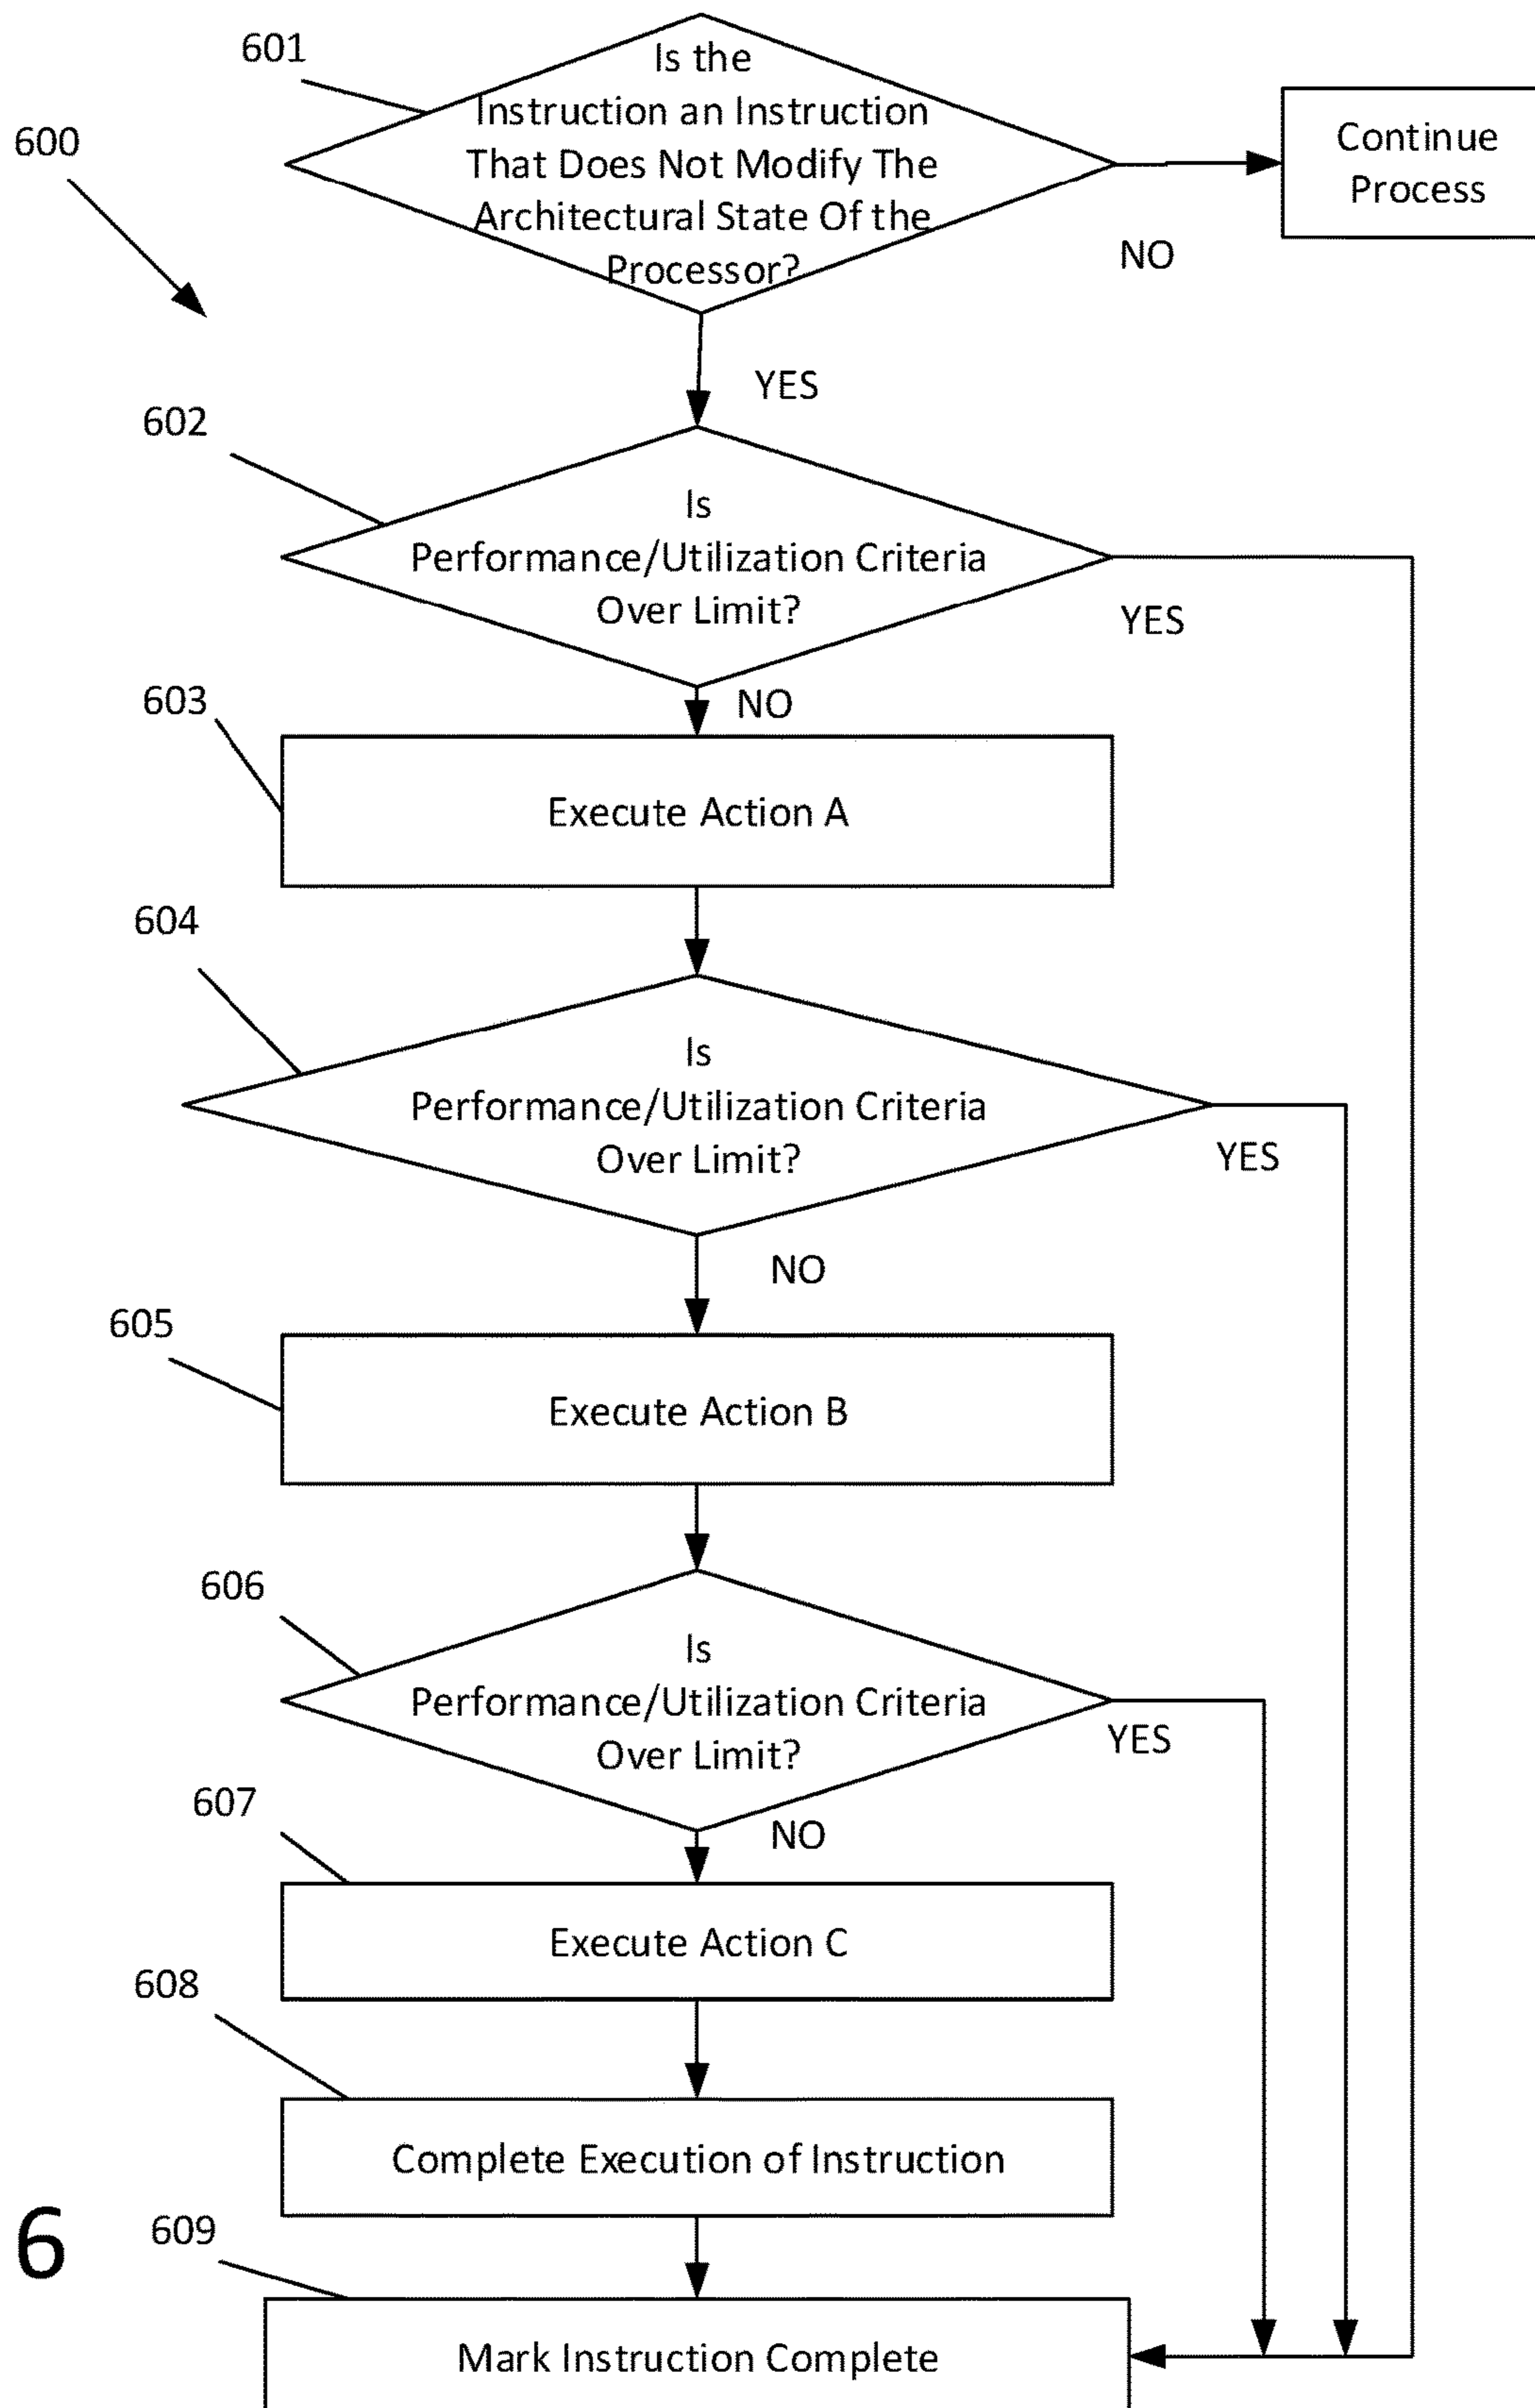 601
Is the
Instruction an Instruction
That Does Not Modify The
Architectural State Of the
Processor?
Continue
Process
600
NO
YES
602
Is
Performance/Utilization Criteria
Over Limit?
YES
NO
603
Execute Action A
604
Is
Performance/Utilization Criteria
Over Limit?
YES
NO
605
Execute Action B
606
Is
Performance/Utilization Criteria
Over Limit?
YES
NO
607
Execute Action C
608
Complete Execution of Instruction
6
609
Mark Instruction Complete